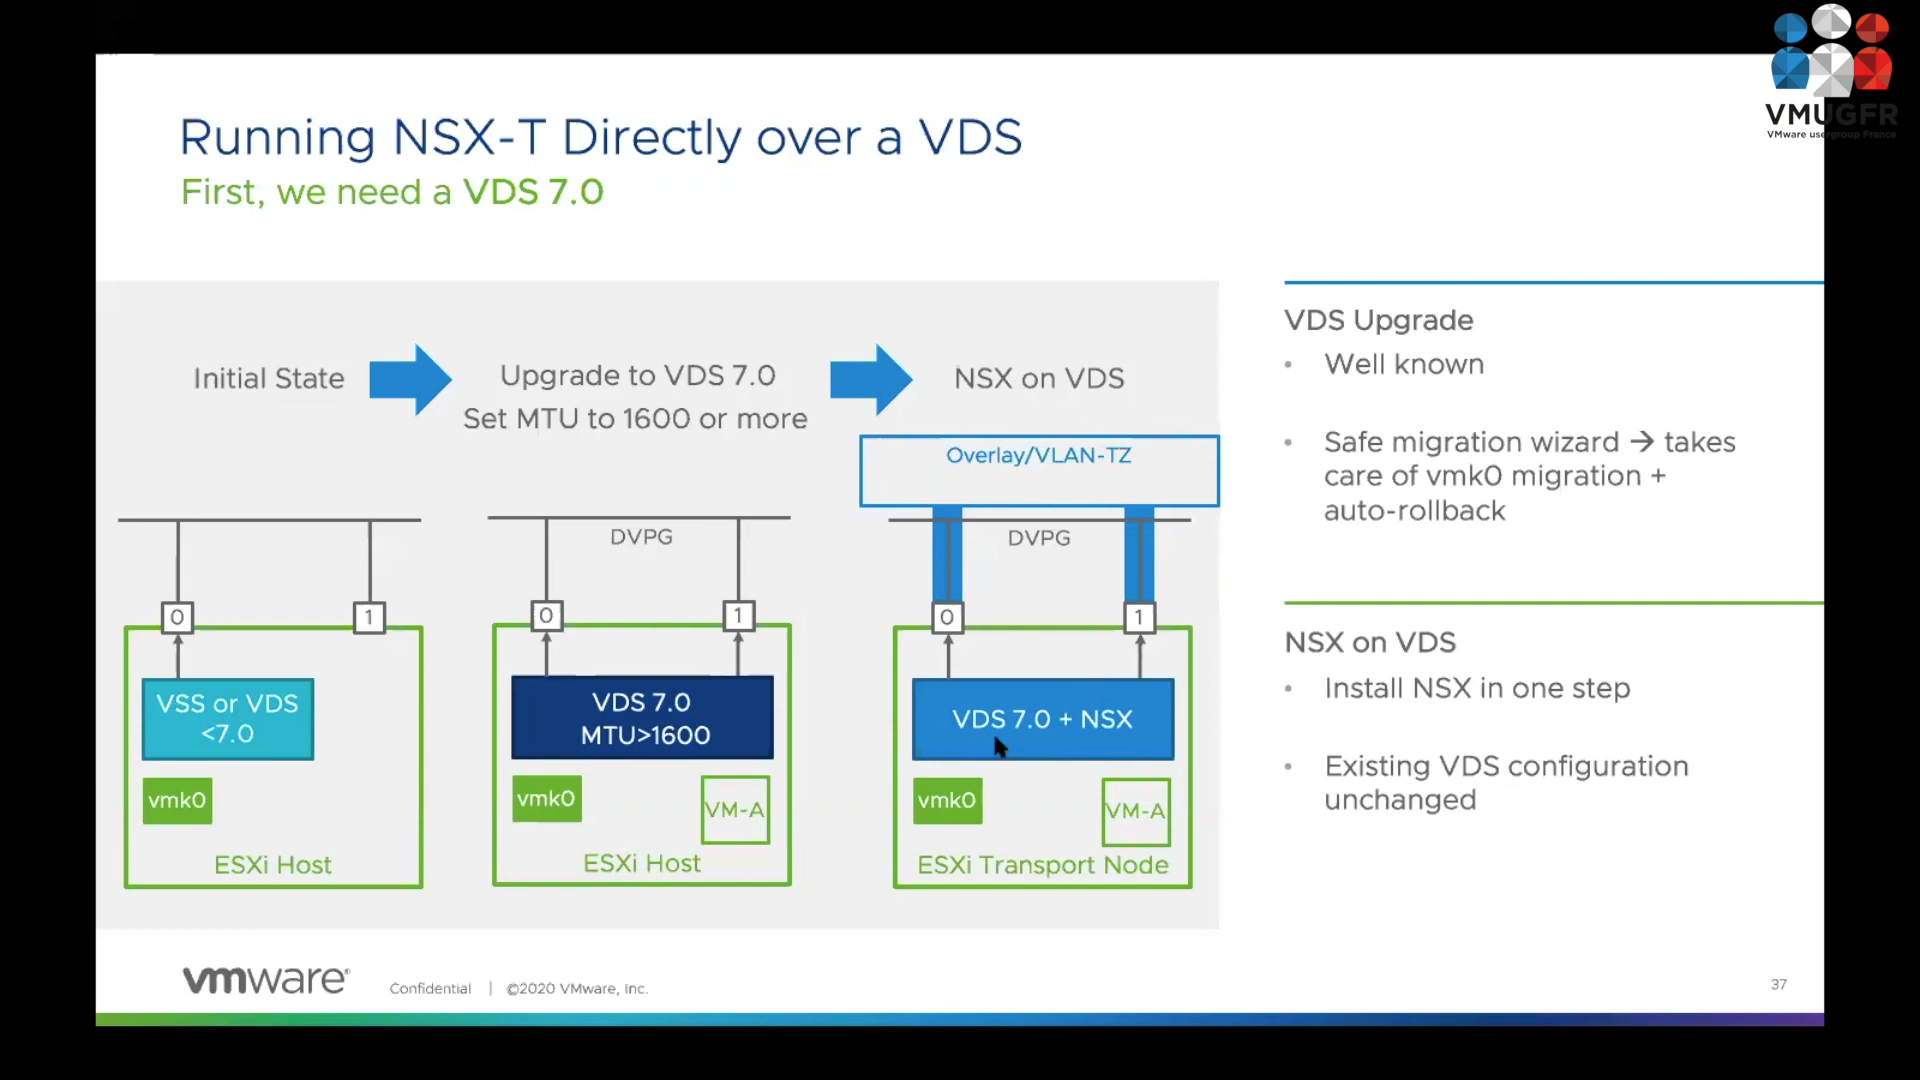 VMUGFR
VMware usergroup France
Running NSX-T Directly over a VDS
First, we need a VDS 7.0
Initial State
Upgrade to VDS 7.0
Set MTU to 1600 or more
NSX on VDS
Overlay/VLAN-TZ
DVPG
DVPG
0
1
0
1
0
1
VSS or VDS
<7.0
VDS 7.0
MTU>1600
VDS 7.0 + NSX
vmk0
vmk0
VM-A
vmk0
VM-A
ESXi Host
ESXi Host
ESXi Transport Node
VDS Upgrade
• Well known
• Safe migration wizard → takes
care of vmk0 migration +
auto-rollback
NSX on VDS
• Install NSX in one step
• Existing VDS configuration
unchanged
vmware®
Confidential | ©2020 VMware, Inc.
37